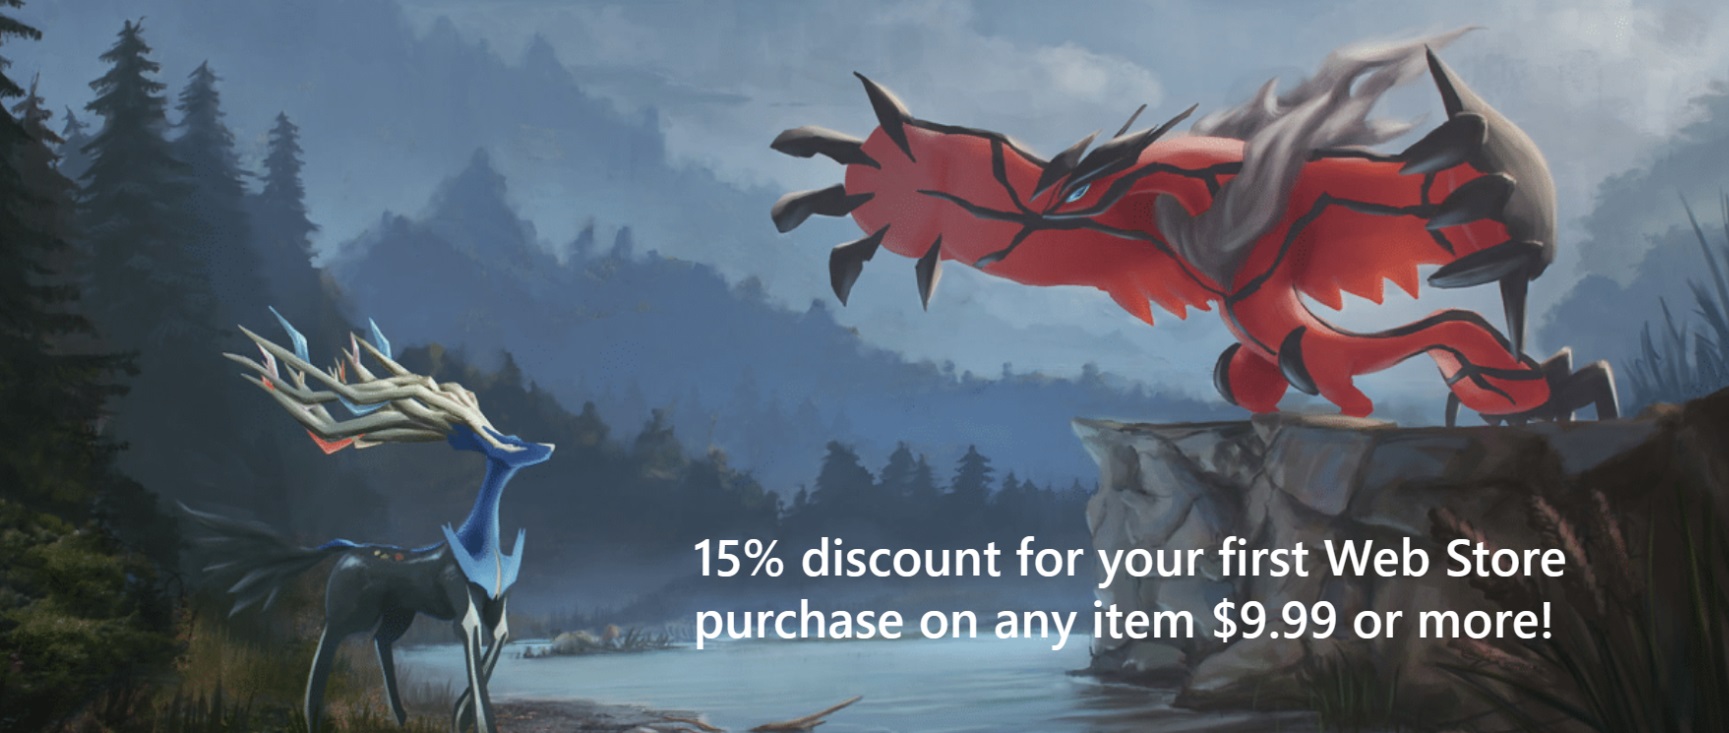 15% discount for your first Web Store
purchase on any item $9.99 or more!